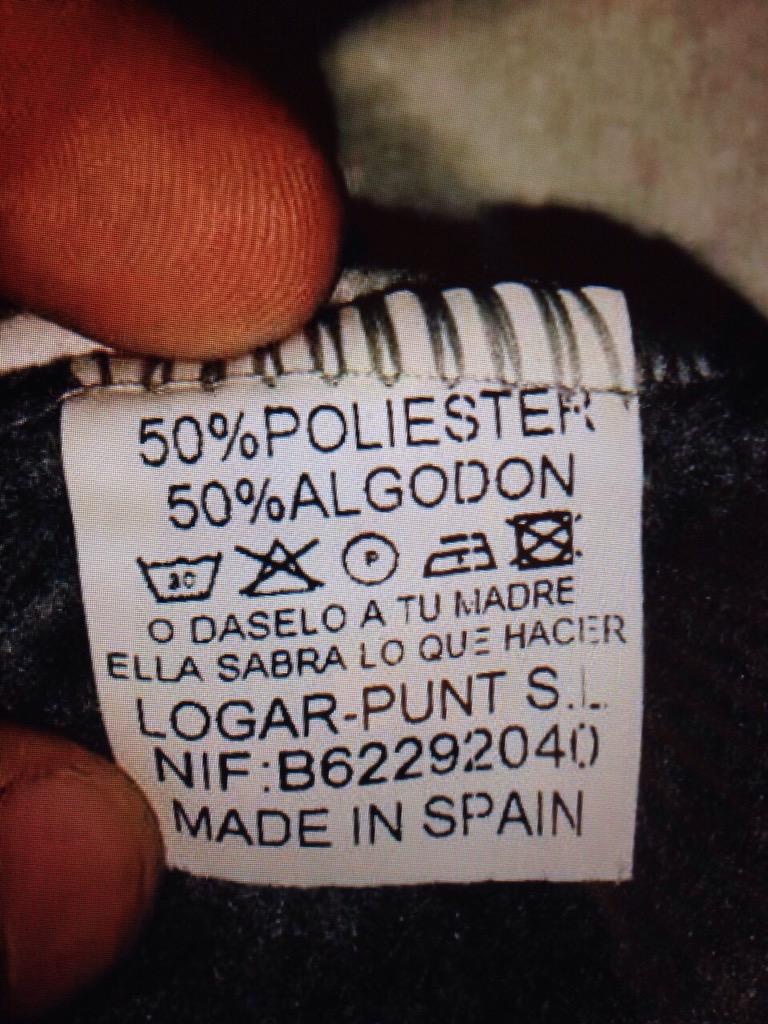 50%POLIESTER
50%ALGODON
30 P
O DASELO A TU MADRE
ELLA SABRA LO QUE HACER
LOGAR-PUNT S.L.
NIF:B62292040
MADE IN SPAIN